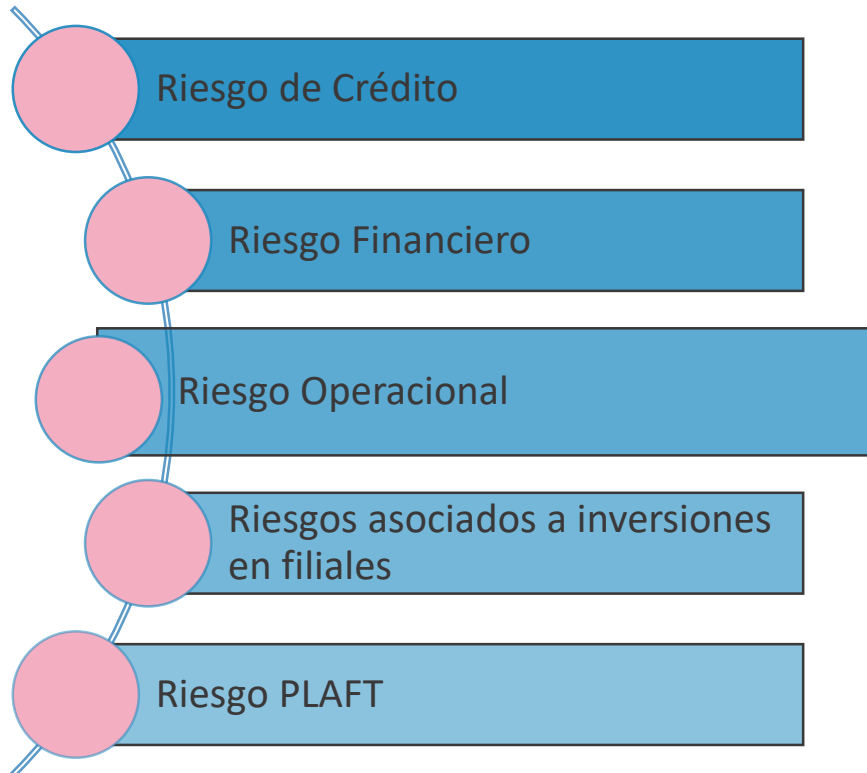 Riesgo de Crédito
Riesgo Financiero
Riesgo Operacional
Riesgos asociados a inversiones
en filiales
Riesgo PLAFT